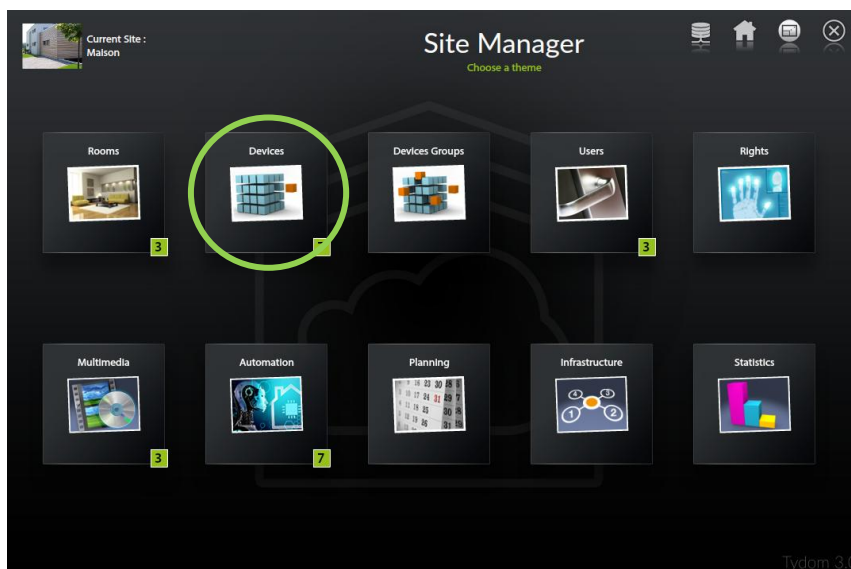 Current Site :
Maison
Site Manager
Choose a theme
Rooms
Devices
Devices Groups
Users
Rights
3
3
Multimedia
Automation
Planning
Infrastructure
Statistics
3
7
Tydom 3.0